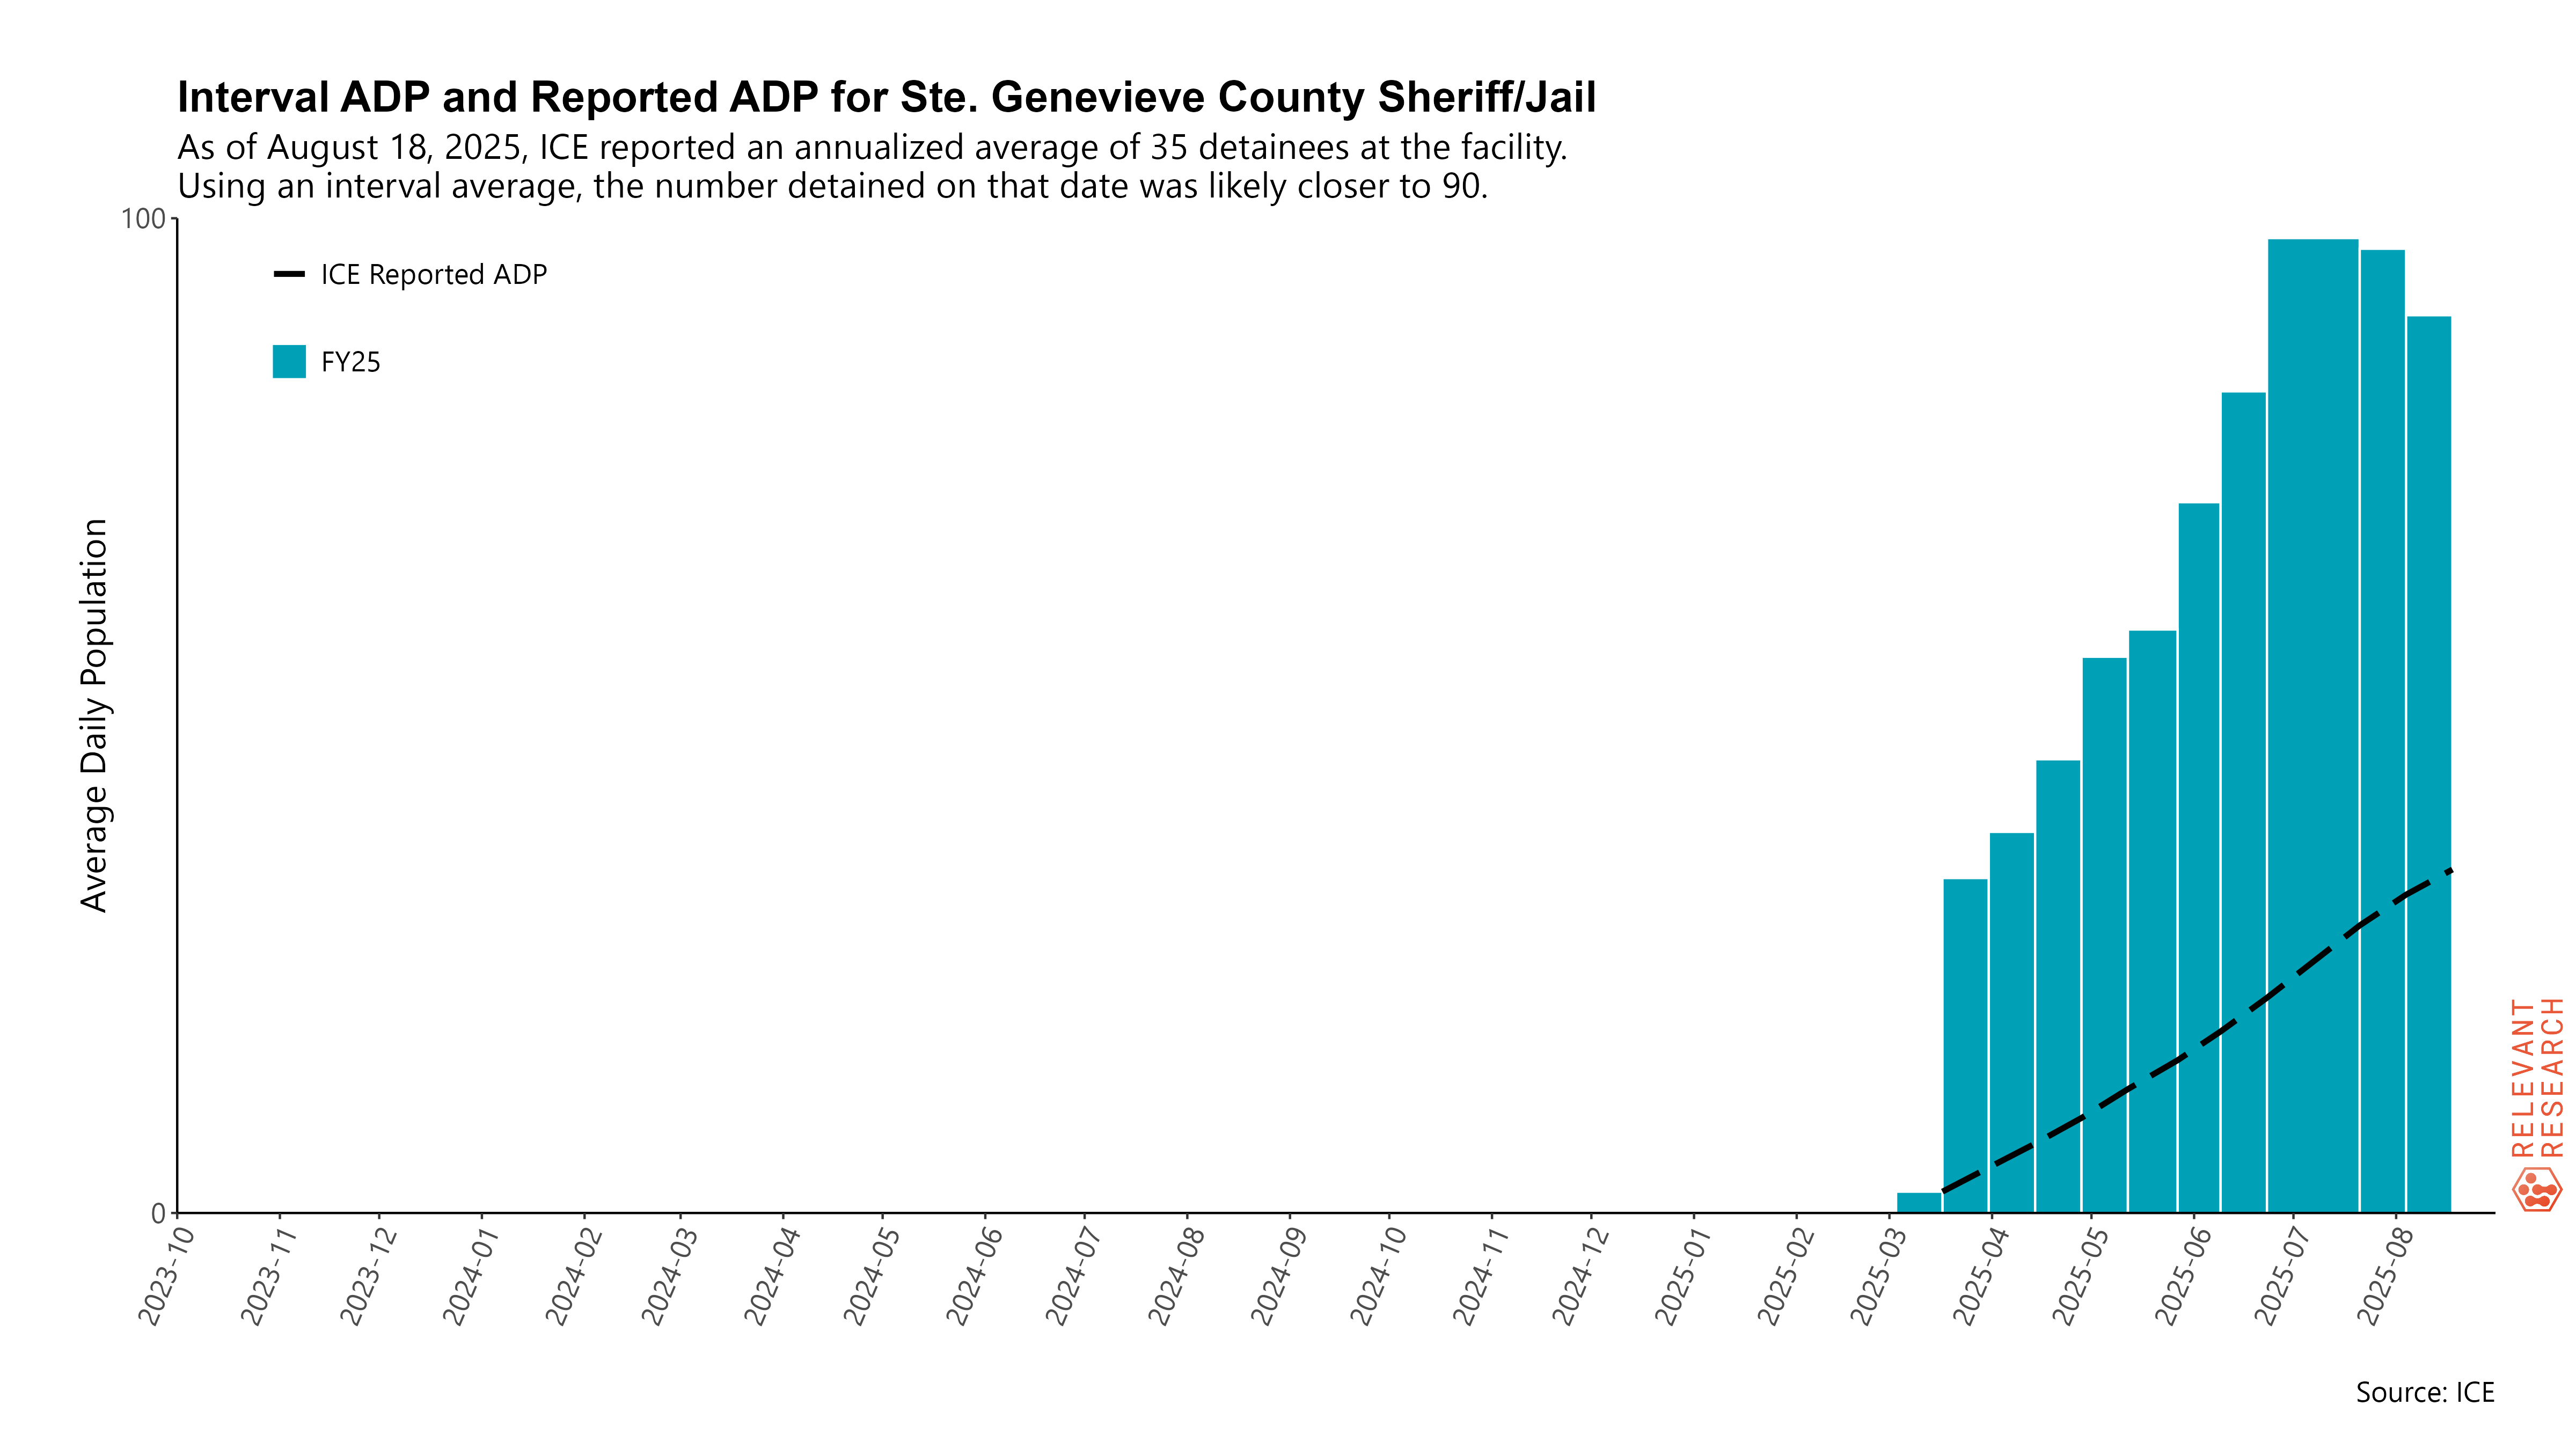 Interval ADP and Reported ADP for Ste. Genevieve County Sheriff/Jail
As of August 18, 2025, ICE reported an annualized average of 35 detainees at the facility.
Using an interval average, the number detained on that date was likely closer to 90.
100
ICE Reported ADP
FY25
Average Daily Population
0
2023-10
2023-11
2023-12
2024-01
2024-02
2024-03
2024-04
2024-05
2024-06
2024-07
2024-08
2024-09
2024-10
2024-11
2024-12
2025-01
2025-02
2025-03
2025-04
2025-05
2025-06
2025-07
2025-08
RELEVANT
RESEARCH
Source: ICE